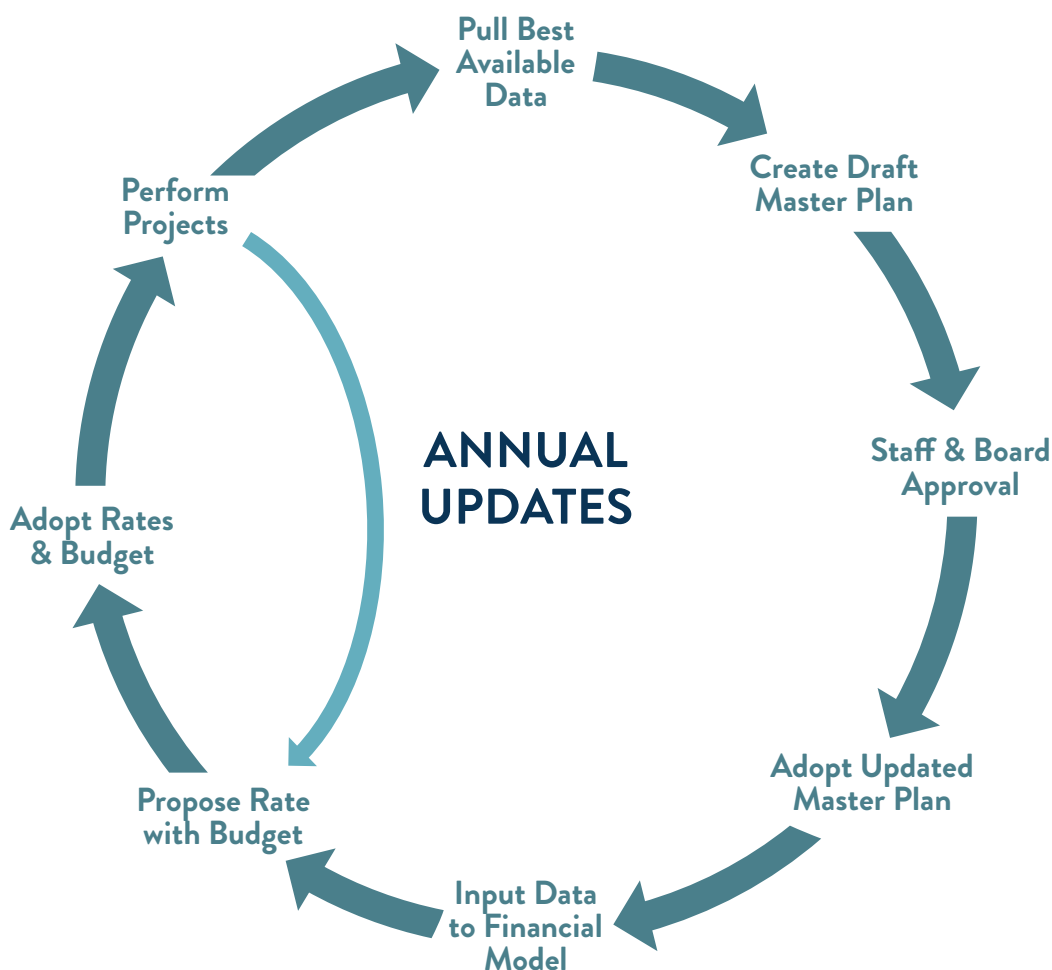 Pull Best
Available
Data
Create Draft
Master Plan
Staff & Board
Approval
Adopt Updated
Master Plan
Input Data
to Financial
Model
Propose Rate
with Budget
Adopt Rates
& Budget
Perform
Projects
ANNUAL
UPDATES